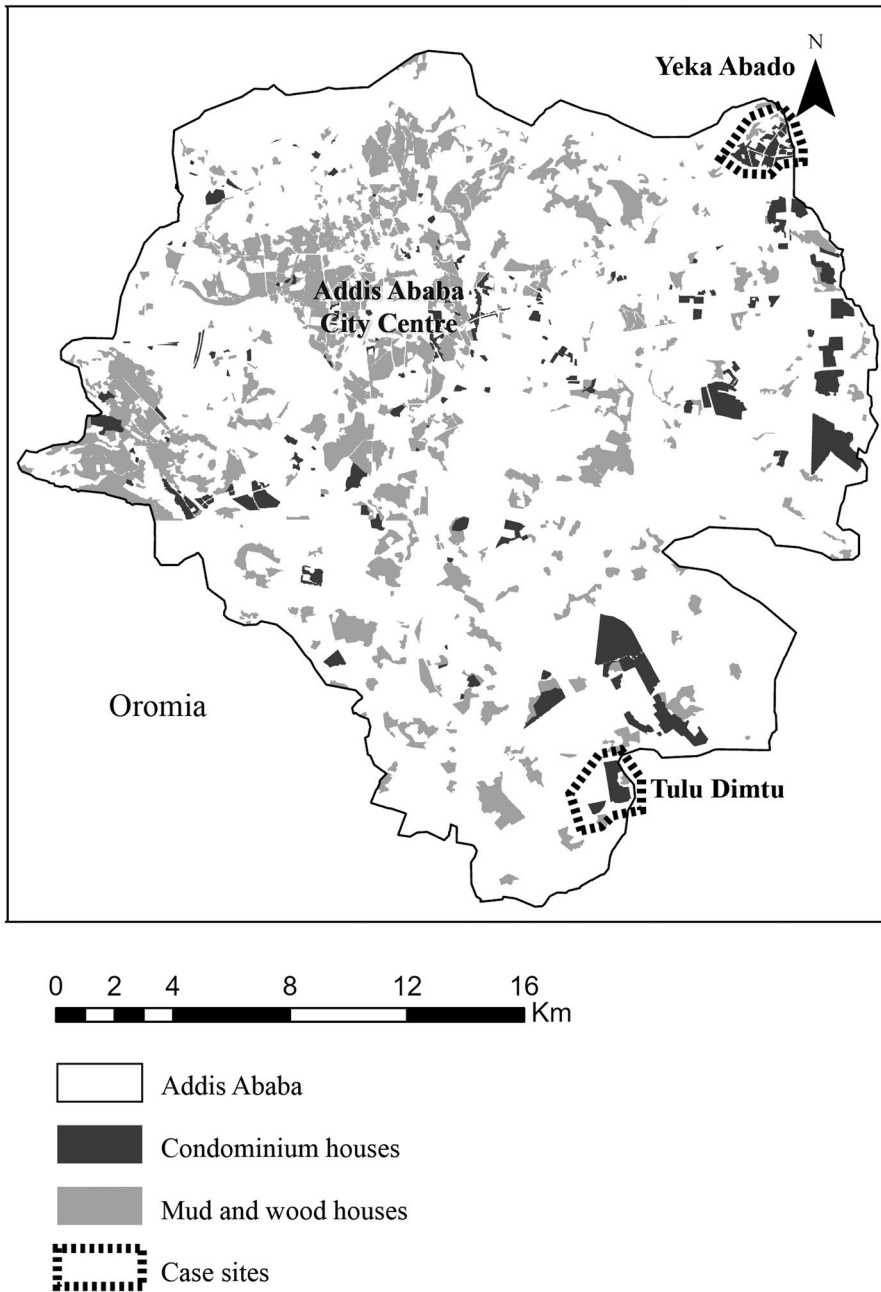 N
Yeka Abado
Addis Ababa
City Centre
Oromia
Tulu Dimtu
0 2 4 8 12 16
Km
Addis Ababa
Condominium houses
Mud and wood houses
Case sites